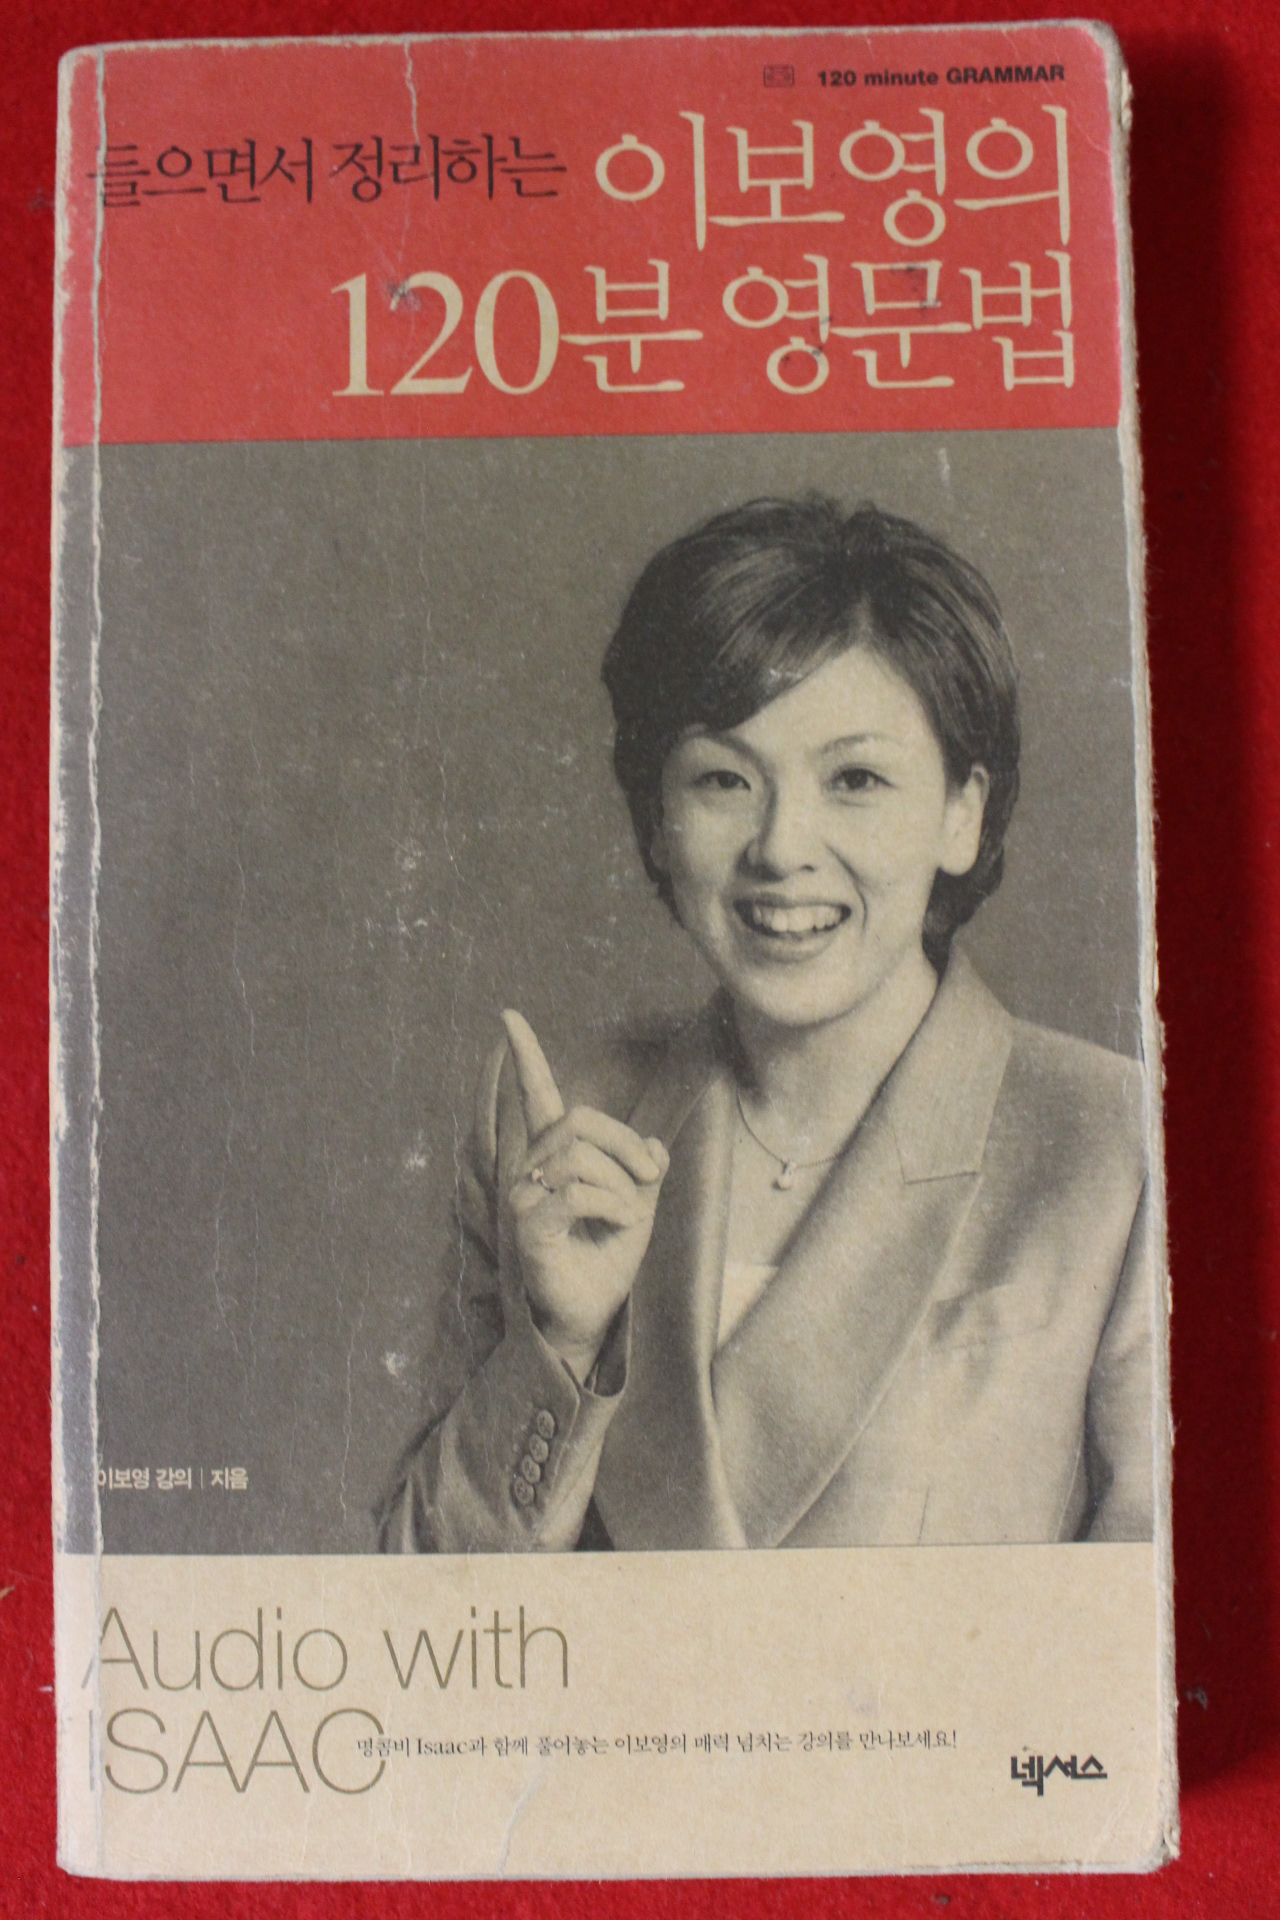 120 minute GRAMMAR
들으면서 정리하는 이보영의
120분 영문법
이보영 강의 | 지음
Audio with
ISAAC
명콤비 Isaac과 함께 풀어놓는 이보영의 매력 넘치는 강의를 만나보세요!
넥서스